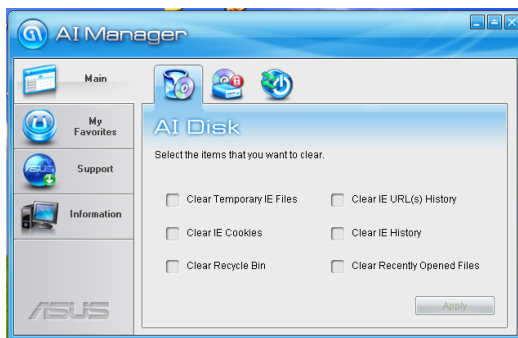 AI Manager
Main
My
Favorites
Support
Information
ASUS
AI Disk
Select the items that you want to clear.
Clear Temporary IE Files
Clear IE URL(s) History
Clear IE Cookies
Clear IE History
Clear Recycle Bin
Clear Recently Opened Files
Apply
/SUS